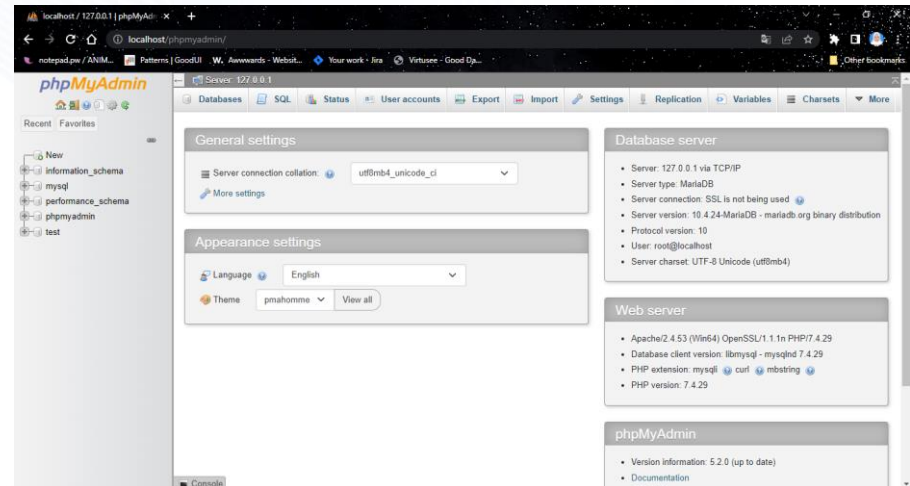 localhost / 127.0.0.1 | phpMyAd
localhost/phpmyadmin/
notepad.pw / ANIM... Patterns | GoodUI .W. Awwwards - Websit... Your work - Jira Virtusee - Good Da... Other bookmarks
phpMyAdmin
Recent Favorites
New
information_schema
mysql
performance_schema
phpmyadmin
test
Server: 127.0.0.1
Databases SQL Status User accounts Export Import Settings Replication Variables Charsets More
General settings
Server connection collation: utf8mb4_unicode_ci
More settings
Appearance settings
Language English
Theme pmahomme View all
Database server
Server: 127.0.0.1 via TCP/IP
Server type: MariaDB
Server connection: SSL is not being used
Server version: 10.4.24-MariaDB - mariadb.org binary distribution
Protocol version: 10
User: root@localhost
Server charset: UTF-8 Unicode (utf8mb4)
Web server
Apache/2.4.53 (Win64) OpenSSL/1.1.1n PHP/7.4.29
Database client version: libmysql - mysqlnd 7.4.29
PHP extension: mysqli curl mbstring
PHP version: 7.4.29
phpMyAdmin
Version information: 5.2.0 (up to date)
Documentation
Console